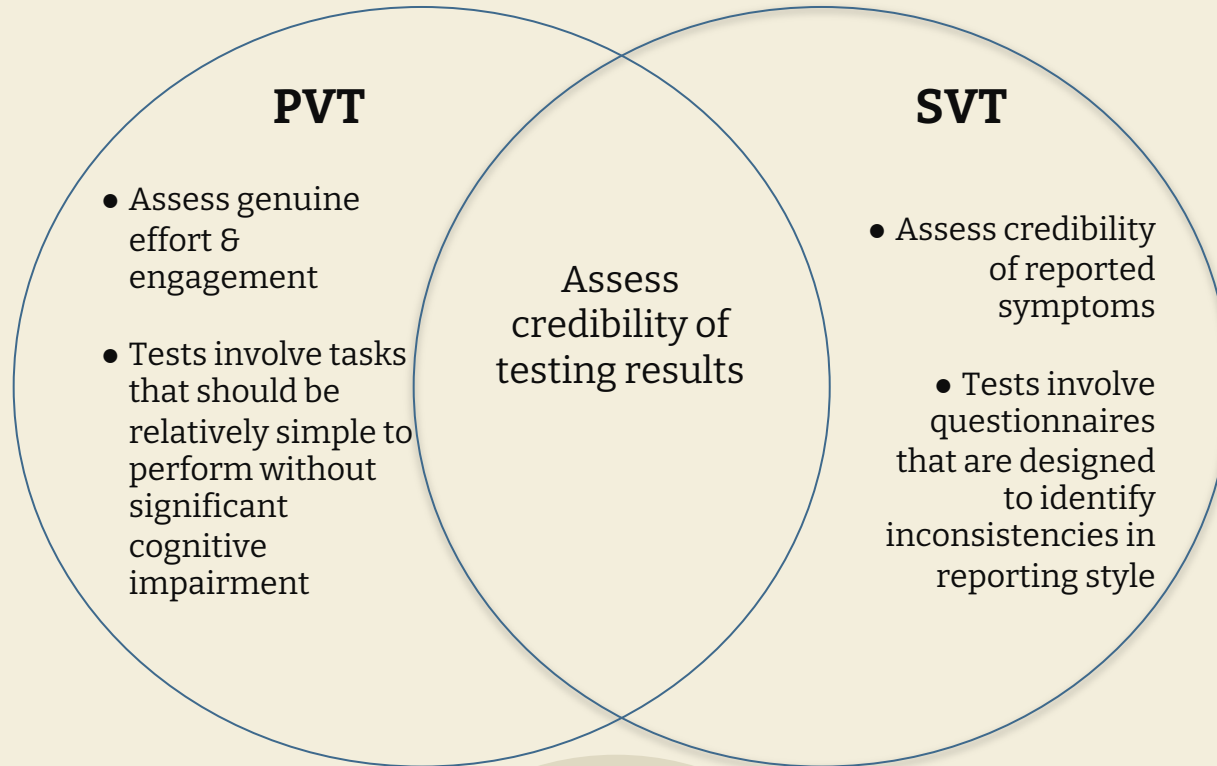 PVT
● Assess genuine
effort &
engagement
● Tests involve tasks
that should be
relatively simple to
perform without
significant
cognitive
impairment
Assess
credibility of
testing results
SVT
● Assess credibility
of reported
symptoms
● Tests involve
questionnaires
that are designed
to identify
inconsistencies in
reporting style